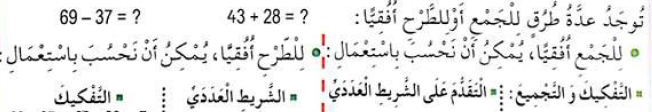 تُوجَدُ عِدَّةُ طُرُقٍ لِلْجَمْعِ أَوْ لِلطَّرْحِ أُفُقِيًّا: 43 + 28 = ? 69 – 37 = ?
• لِلْجَمْعِ أُفُقِيًّا، يُمْكِنُ أَنْ نَحْسُبَ بِاسْتِعْمَالِ:
▪ التَّفْكِيكَ وَ التَّجْمِيعَ: ▪ الْتَقَدُّمَ عَلَى الشَّرِيطِ الْعَدَدِيِّ
• لِلطَّرْحِ أُفُقِيًّا، يُمْكِنُ أَنْ نَحْسُبَ بِاسْتِعْمَالِ:
▪ الشَّرِيطَ الْعَدَدِيَّ ▪ التَّفْكِيكَ